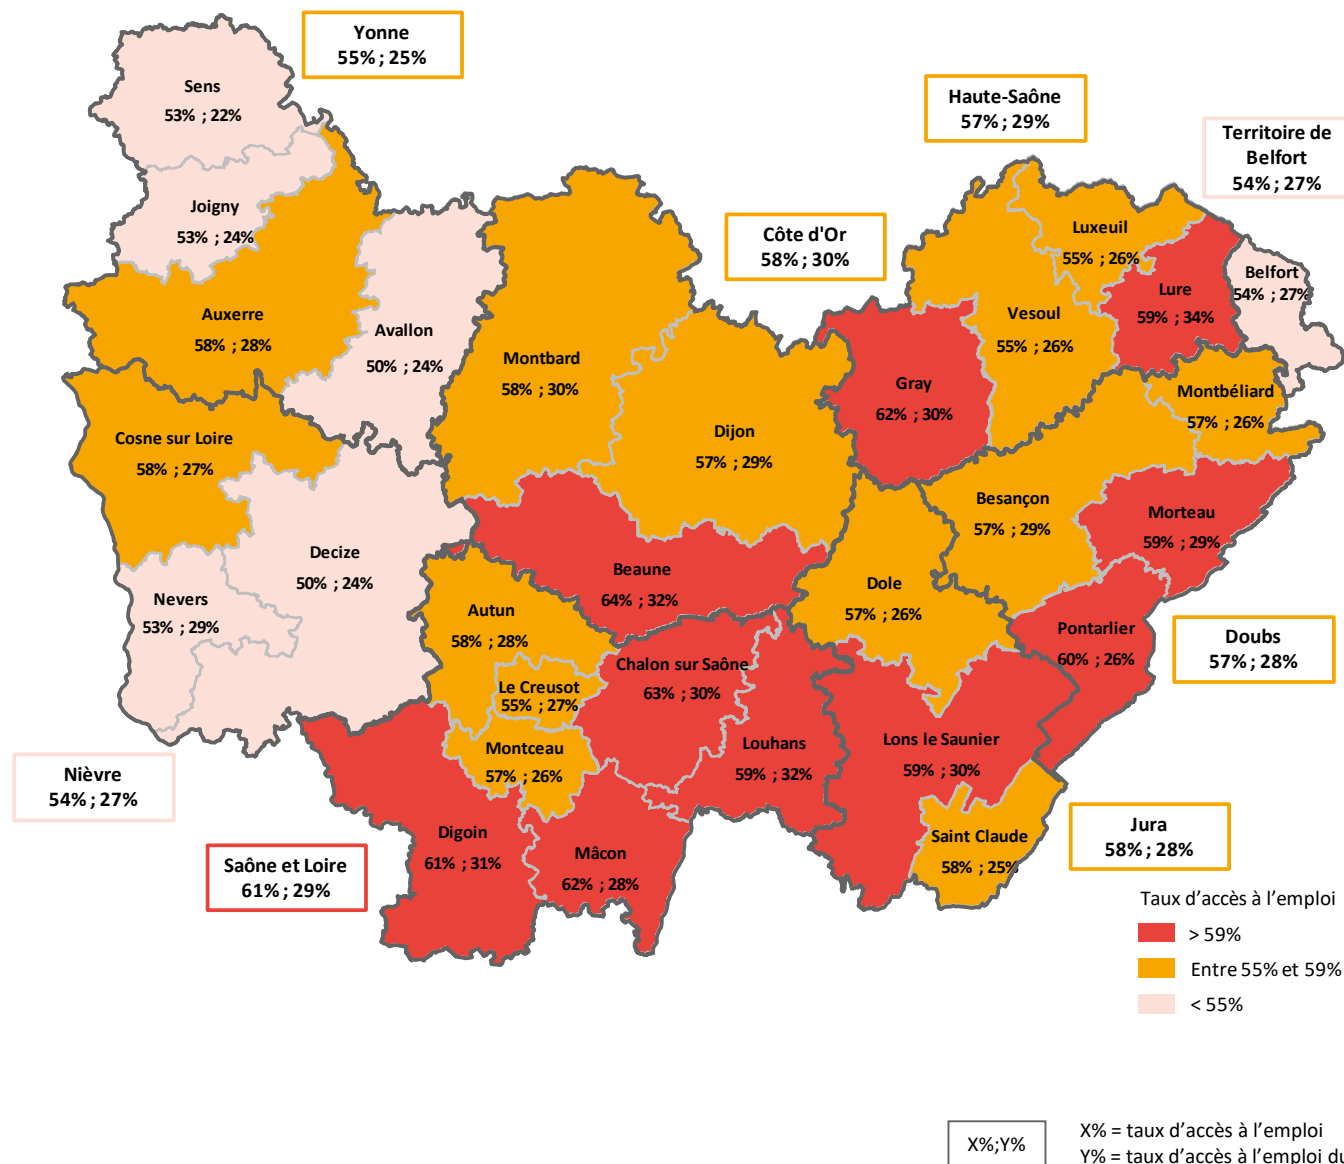 Yonne
55% ; 25%
Sens
53% ; 22%
Haute-Saône
57% ; 29%
Territoire de
Belfort
54% ; 27%
Joigny
53% ; 24%
Côte d'Or
58% ; 30%
Luxeuil
55% ; 26%
Belfort
54% ; 27%
Lure
59% ; 34%
Auxerre
58% ; 28%
Avallon
50% ; 24%
Vesoul
55% ; 26%
Montbard
58% ; 30%
Gray
62% ; 30%
Montbéliard
57% ; 26%
Cosne sur Loire
58% ; 27%
Dijon
57% ; 29%
Besançon
57% ; 29%
Morteau
59% ; 29%
Decize
50% ; 24%
Beaune
64% ; 32%
Dole
57% ; 26%
Nevers
53% ; 29%
Autun
58% ; 28%
Pontarlier
60% ; 26%
Doubs
57% ; 28%
Chalon sur Saône
63% ; 30%
Le Creusot
55% ; 27%
Montceau
57% ; 26%
Louhans
59% ; 32%
Lons le Saunier
59% ; 30%
Nièvre
54% ; 27%
Digoin
61% ; 31%
Mâcon
62% ; 28%
Saint Claude
58% ; 25%
Jura
58% ; 28%
Saône et Loire
61% ; 29%
Taux d'accès à l'emploi
> 59%
Entre 55% et 59%
< 55%
X%;Y%
X% = taux d'accès à l'emploi
Y% = taux d'accès à l'emploi du